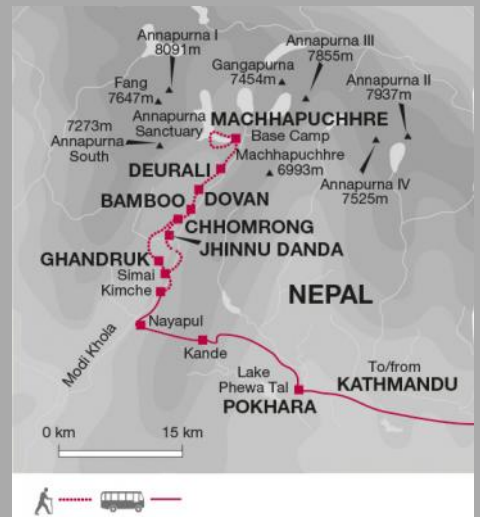 Annapurna I
8091m
Annapurna III
7855m
Gangapurna
7454m
Annapurna II
7937m
Fang
7647m
Annapurna
Sanctuary
7273m
Annapurna
South
MACHHAPUCHHRE
Base Camp
Machhapuchhre
6993m
Annapurna IV
7525m
DEURALI
BAMBOO
DOVAN
CHHOMRONG
JHINNU DANDA
GHANDRUK
Simai
Kimche
NEPAL
Nayapul
Modi Khola
Kande
Lake
Phewa Tal
POKHARA
To/from
KATHMANDU
0 km
15 km